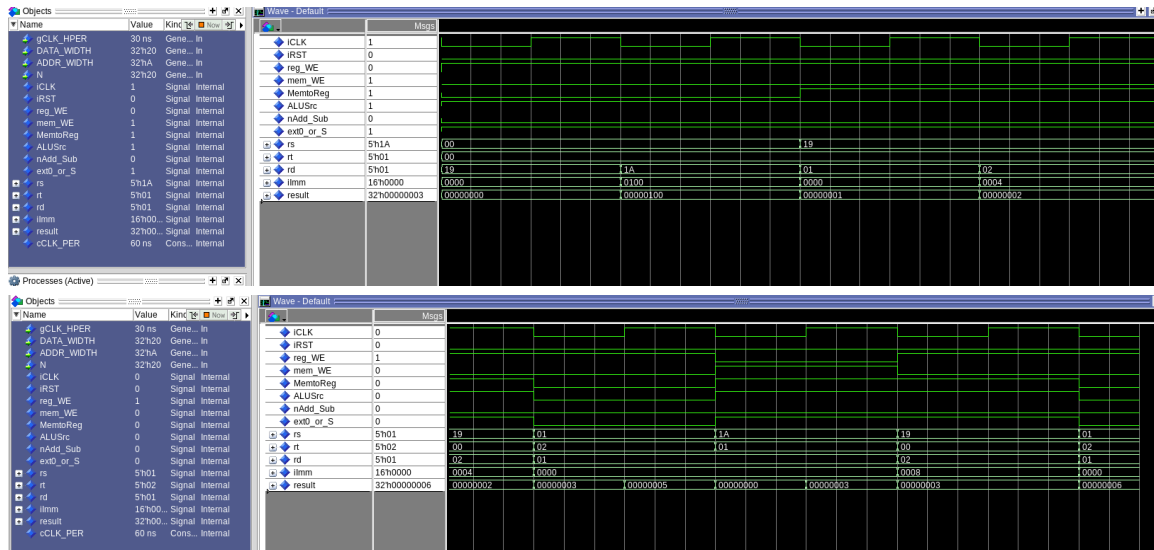 Objects
Name Value Kind Now
gCLK_HPER 30 ns Gene... In
DATA_WIDTH 32'h20 Gene... In
ADDR_WIDTH 32'hA Gene... In
N 32'h20 Gene... In
iCLK 1 Signal Internal
iRST 0 Signal Internal
reg_WE 0 Signal Internal
mem_WE 1 Signal Internal
MemtoReg 1 Signal Internal
ALUSrc 1 Signal Internal
nAdd_Sub 0 Signal Internal
ext0_or_S 1 Signal Internal
rs 5'h1A Signal Internal
rt 5'h01 Signal Internal
rd 5'h01 Signal Internal
iImm 16'h00... Signal Internal
result 32'h00... Signal Internal
cCLK_PER 60 ns Cons... Internal
Processes (Active)
Wave - Default
Msgs
iCLK 1
iRST 0
reg_WE 0
mem_WE 1
MemtoReg 1
ALUSrc 1
nAdd_Sub 0
ext0_or_S 1
rs 5'h1A 00 19
rt 5'h01 00
rd 5'h01 19 1A 01 02
iImm 16'h0000 0000 0100 0000 0004
result 32'h00000003 00000000 00000100 00000001 00000002
Objects
Name Value Kind Now
gCLK_HPER 30 ns Gene... In
DATA_WIDTH 32'h20 Gene... In
ADDR_WIDTH 32'hA Gene... In
N 32'h20 Gene... In
iCLK 0 Signal Internal
iRST 0 Signal Internal
reg_WE 1 Signal Internal
mem_WE 0 Signal Internal
MemtoReg 0 Signal Internal
ALUSrc 0 Signal Internal
nAdd_Sub 0 Signal Internal
ext0_or_S 0 Signal Internal
rs 5'h01 Signal Internal
rt 5'h02 Signal Internal
rd 5'h01 Signal Internal
iImm 16'h00... Signal Internal
result 32'h00... Signal Internal
cCLK_PER 60 ns Cons... Internal
Wave - Default
Msgs
iCLK 0
iRST 0
reg_WE 1
mem_WE 0
MemtoReg 0
ALUSrc 0
nAdd_Sub 0
ext0_or_S 0
rs 5'h01 19 01 1A 19 01
rt 5'h02 00 02 01 00 02
rd 5'h01 02 01 02 01
iImm 16'h0000 0004 0000 0008 0000
result 32'h00000006 00000002 00000003 00000005 00000000 00000003 00000003 00000006